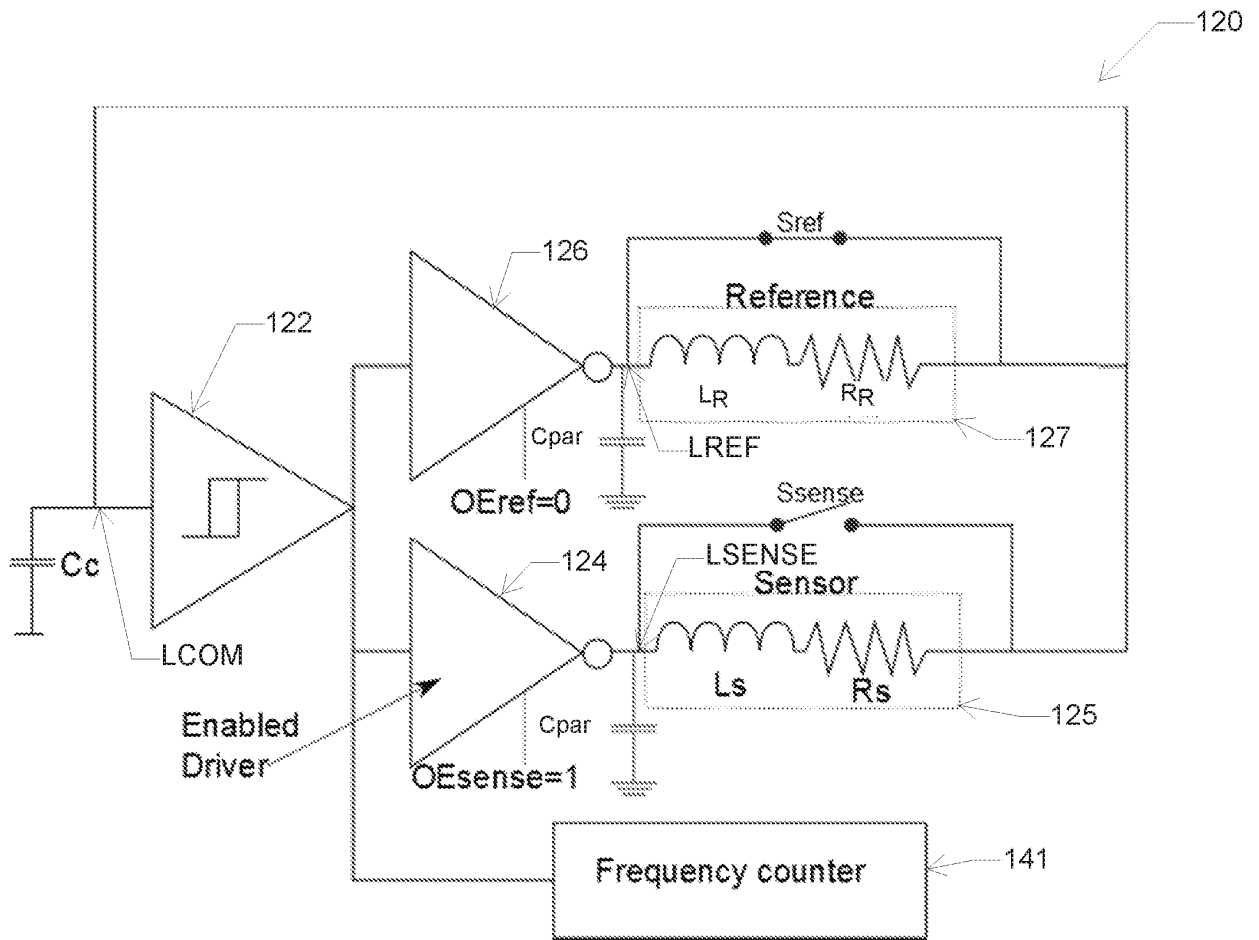 120
Sref
126
Reference
122
LR
RR
Cpar
LREF
127
OEref=0
Ssense
Cc
124
LSENSE
Sensor
LCOM
Ls
Rs
Enabled
Driver
Cpar
125
OEsense=1
Frequency counter
141